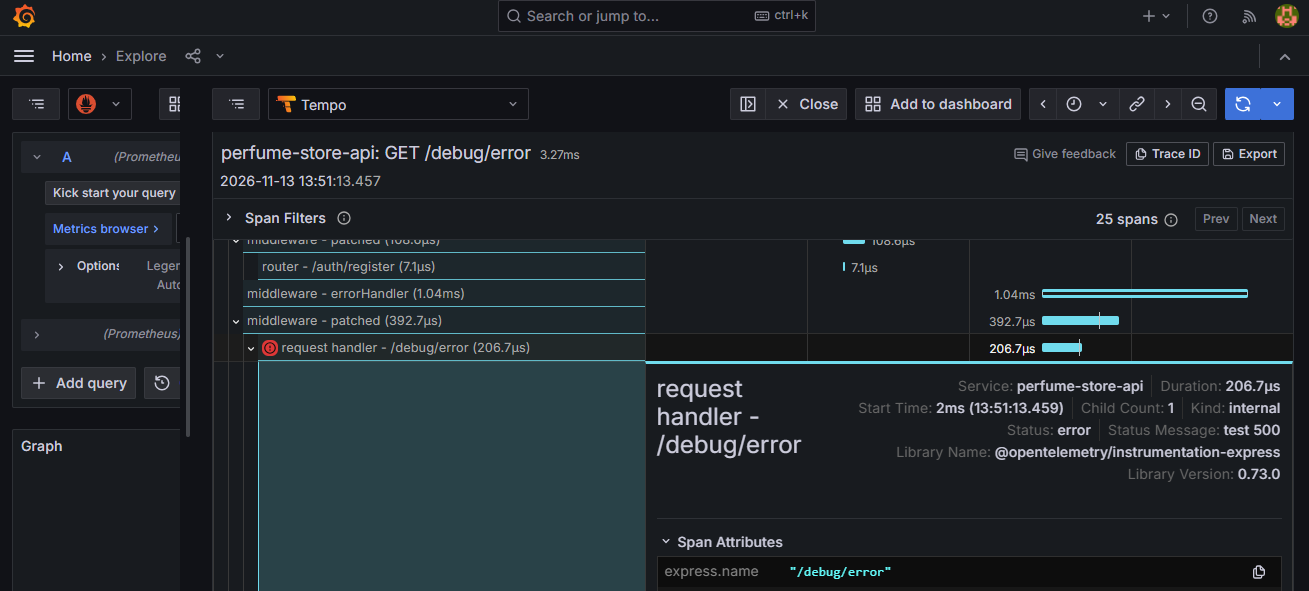 Search or jump to... ctrl+k
Home › Explore
Tempo
Close
Add to dashboard
A (Prometheus
Kick start your query
Metrics browser >
Options Legen
Auto
(Prometheus)
+ Add query
Graph
perfume-store-api: GET /debug/error 3.27ms
2026-11-13 13:51:13.457
Give feedback
Trace ID
Export
Span Filters
25 spans
Prev
Next
middleware - patched (108.6μs) 108.6μs
router - /auth/register (7.1μs) 7.1μs
middleware - errorHandler (1.04ms) 1.04ms
middleware - patched (392.7μs) 392.7μs
request handler - /debug/error (206.7μs) 206.7μs
request
handler -
/debug/error
Service: perfume-store-api Duration: 206.7μs
Start Time: 2ms (13:51:13.459) Child Count: 1 Kind: internal
Status: error Status Message: test 500
Library Name: @opentelemetry/instrumentation-express
Library Version: 0.73.0
Span Attributes
express.name "/debug/error"